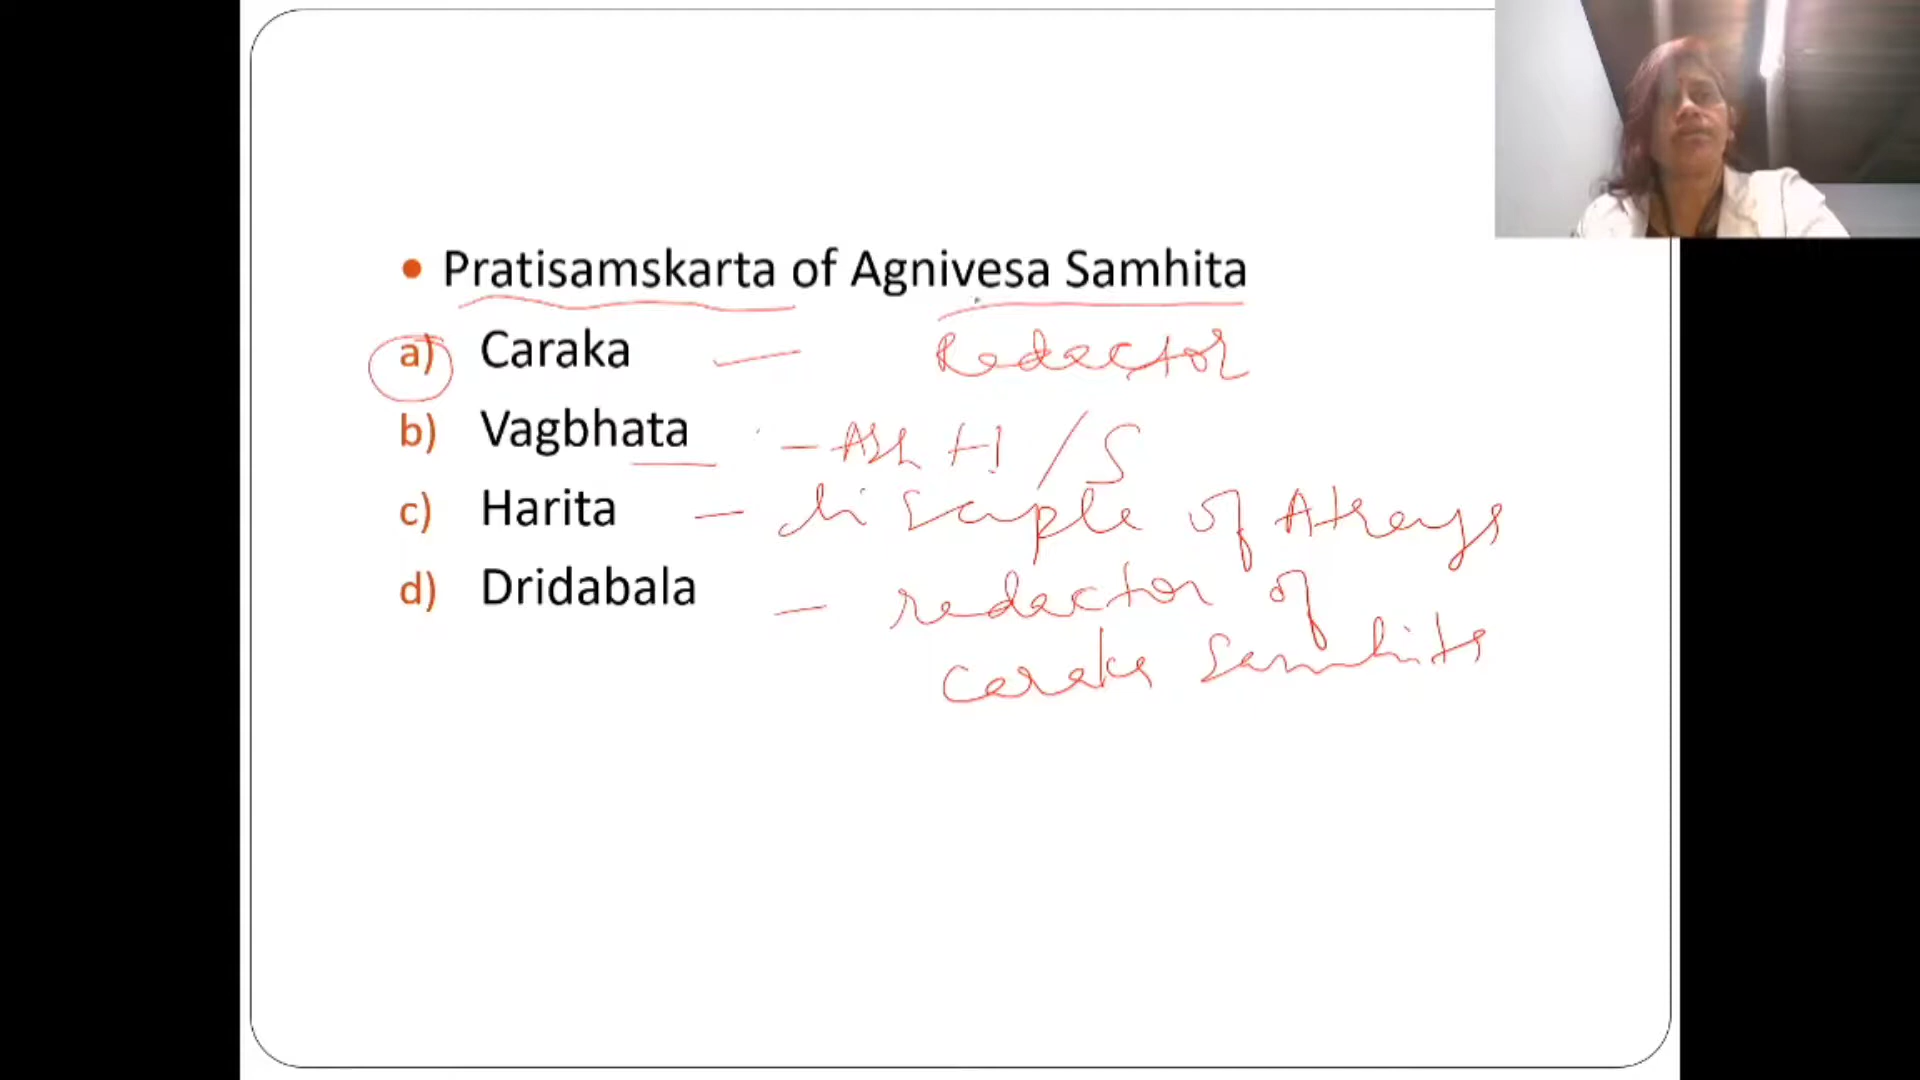 • Pratisamskarta of Agnivesa Samhita
a) Caraka — Redactor
b) Vagbhata — Ash H / S
c) Harita — disciple of Atreya
d) Dridabala — redactor of
Caraka Samhita